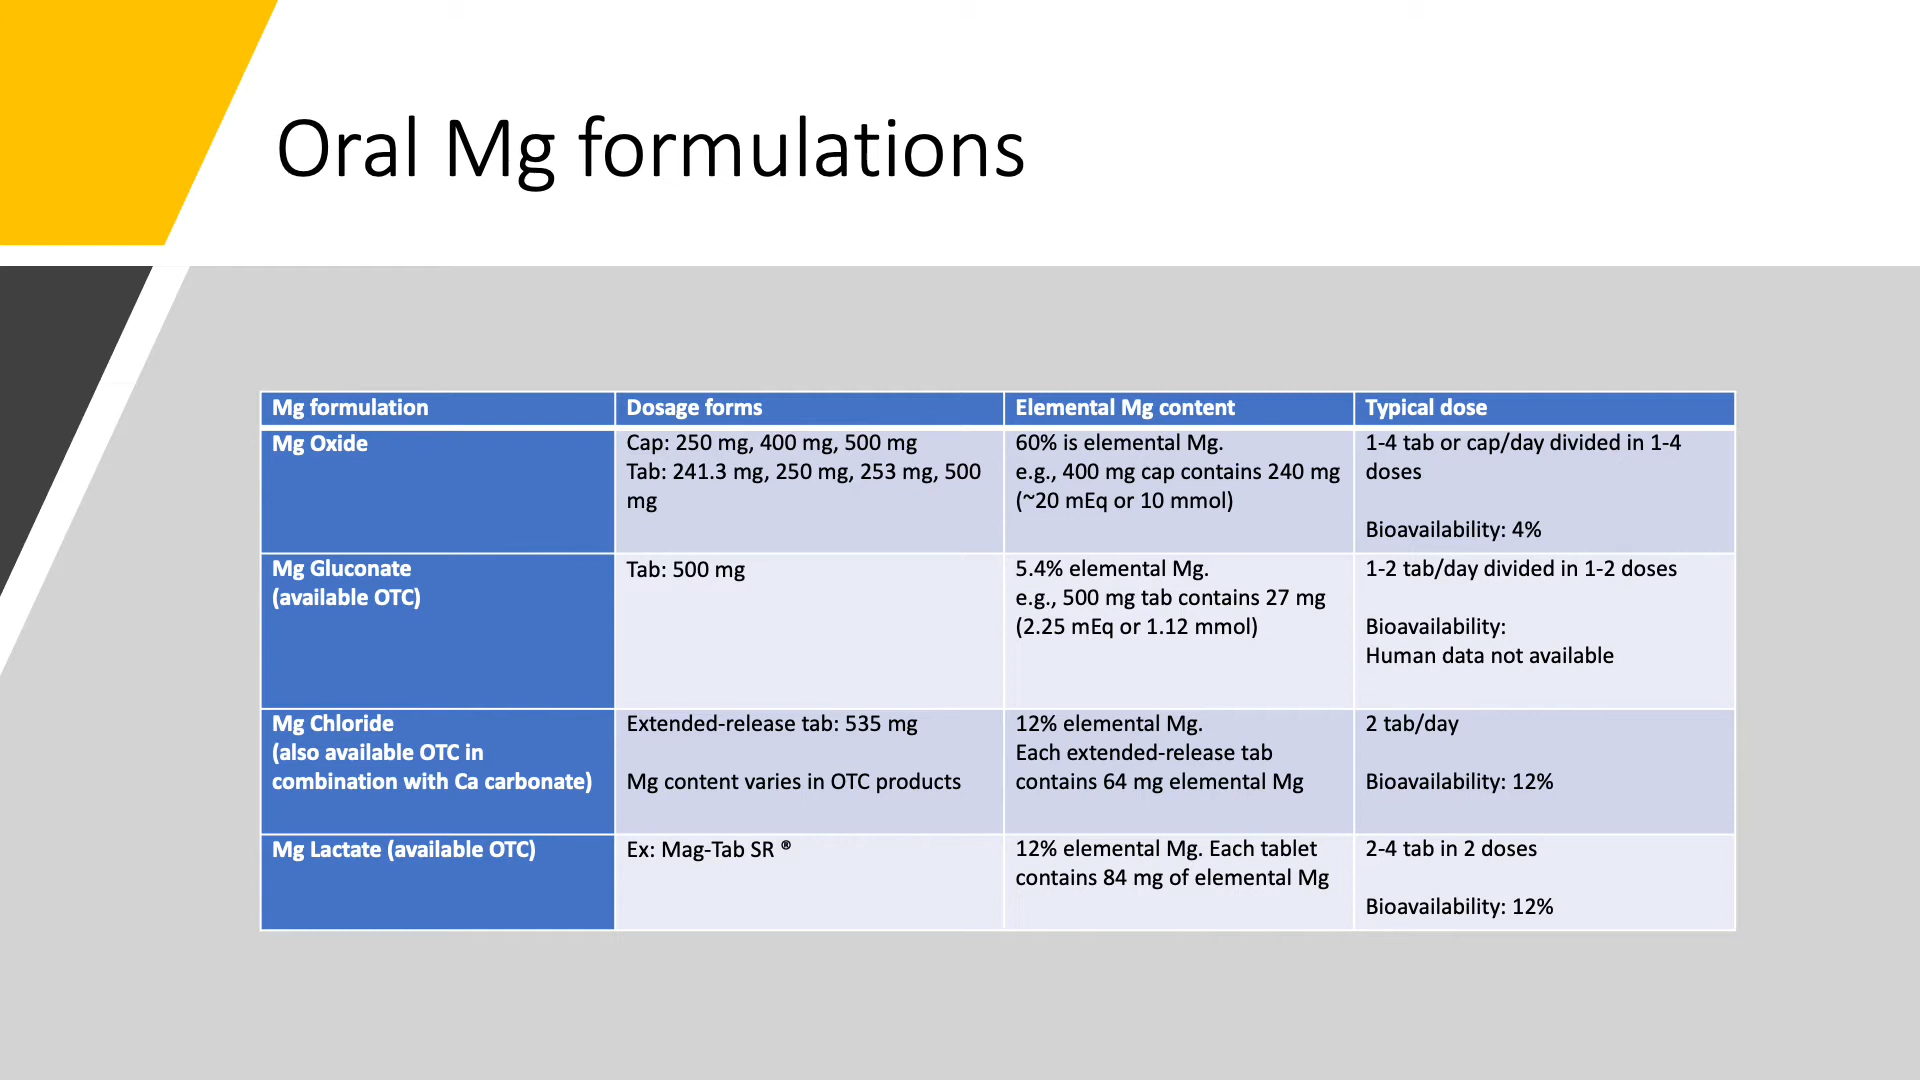 Oral Mg formulations
Mg formulation
Dosage forms
Elemental Mg content
Typical dose
Mg Oxide
Cap: 250 mg, 400 mg, 500 mg
Tab: 241.3 mg, 250 mg, 253 mg, 500
mg
60% is elemental Mg.
e.g., 400 mg cap contains 240 mg
(~20 mEq or 10 mmol)
1-4 tab or cap/day divided in 1-4
doses
Bioavailability: 4%
Mg Gluconate
(available OTC)
Tab: 500 mg
5.4% elemental Mg.
e.g., 500 mg tab contains 27 mg
(2.25 mEq or 1.12 mmol)
1-2 tab/day divided in 1-2 doses
Bioavailability:
Human data not available
Mg Chloride
(also available OTC in
combination with Ca carbonate)
Extended-release tab: 535 mg
Mg content varies in OTC products
12% elemental Mg.
Each extended-release tab
contains 64 mg elemental Mg
2 tab/day
Bioavailability: 12%
Mg Lactate (available OTC)
Ex: Mag-Tab SR ®
12% elemental Mg. Each tablet
contains 84 mg of elemental Mg
2-4 tab in 2 doses
Bioavailability: 12%